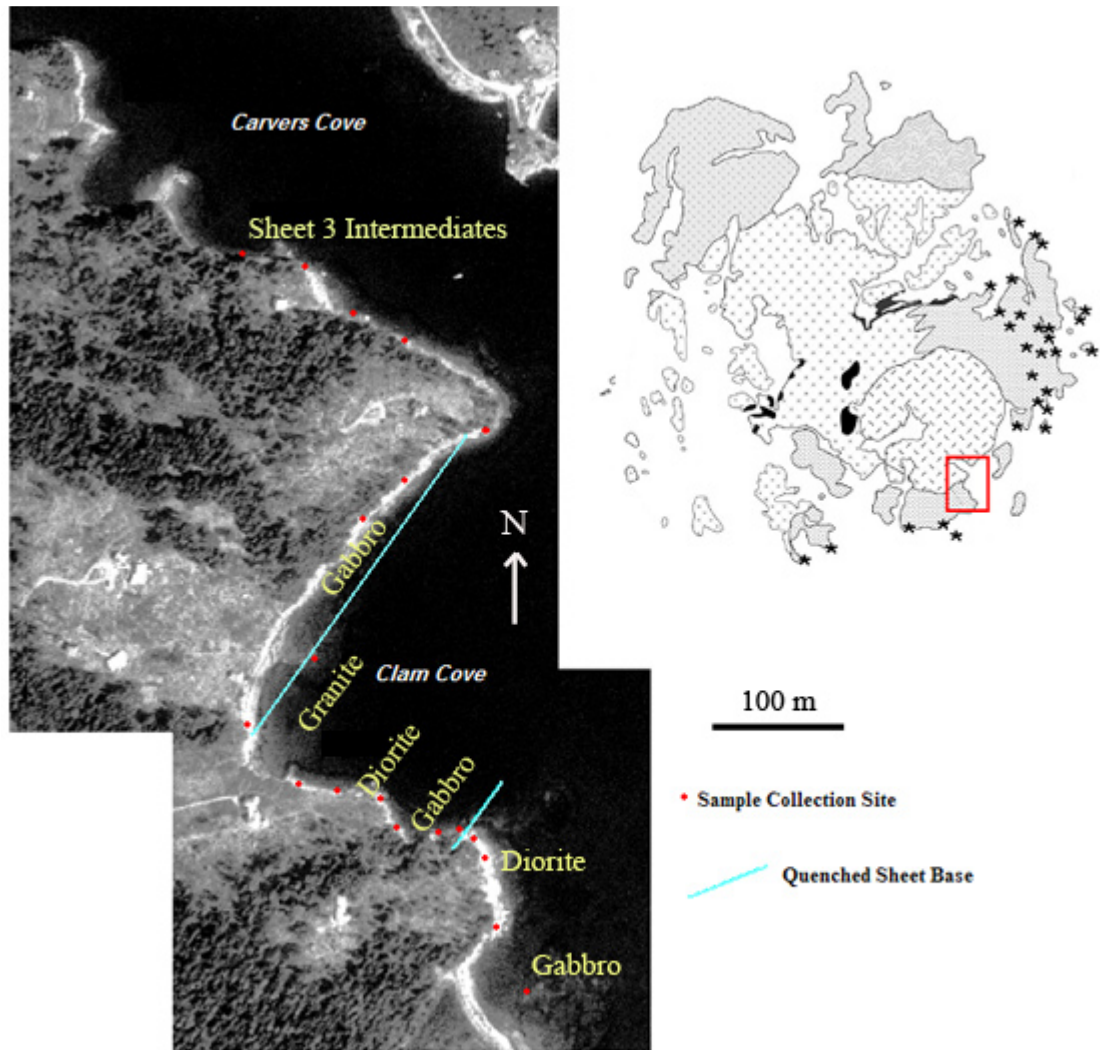 Carvers Cove
Sheet 3 Intermediates
Gabbro
N
Granite
Clam Cove
100 m
Diorite
Gabbro
Sample Collection Site
Diorite
Quenched Sheet Base
Gabbro